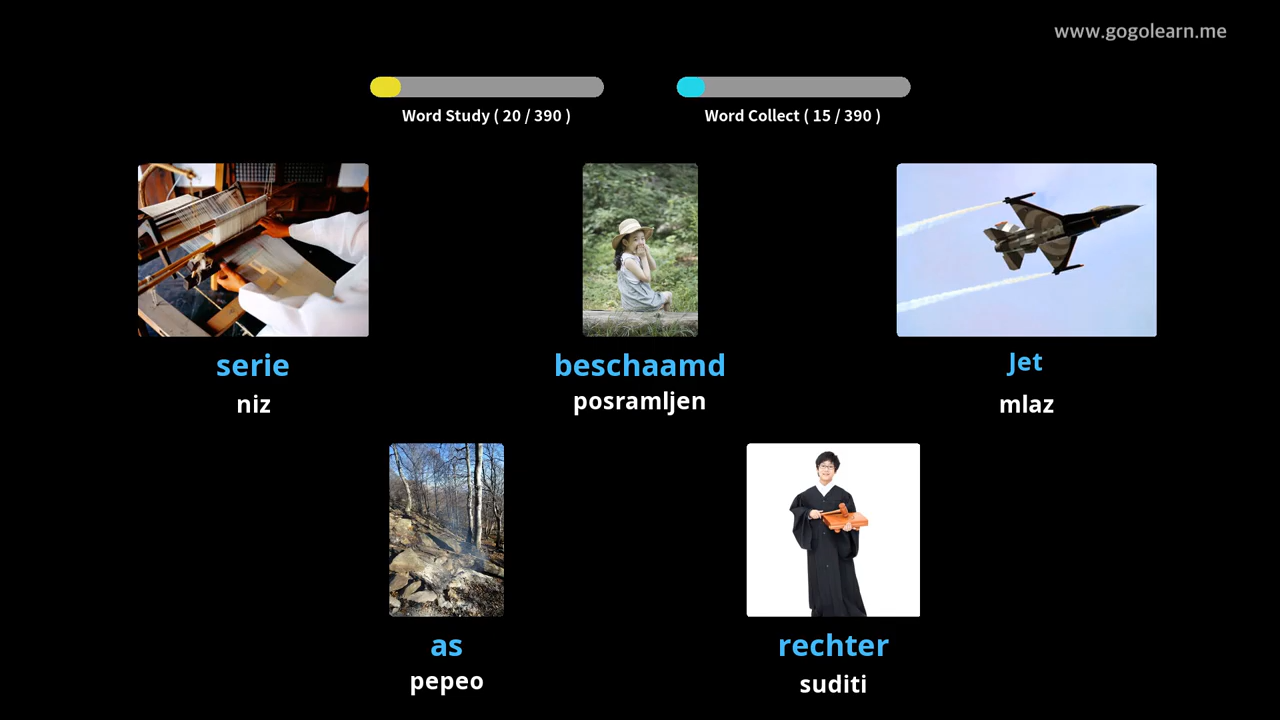 www.gogolearn.me
Word Study ( 20 / 390 )
Word Collect ( 15 / 390 )
serie
niz
beschaamd
posramljen
Jet
mlaz
as
pepeo
rechter
suditi